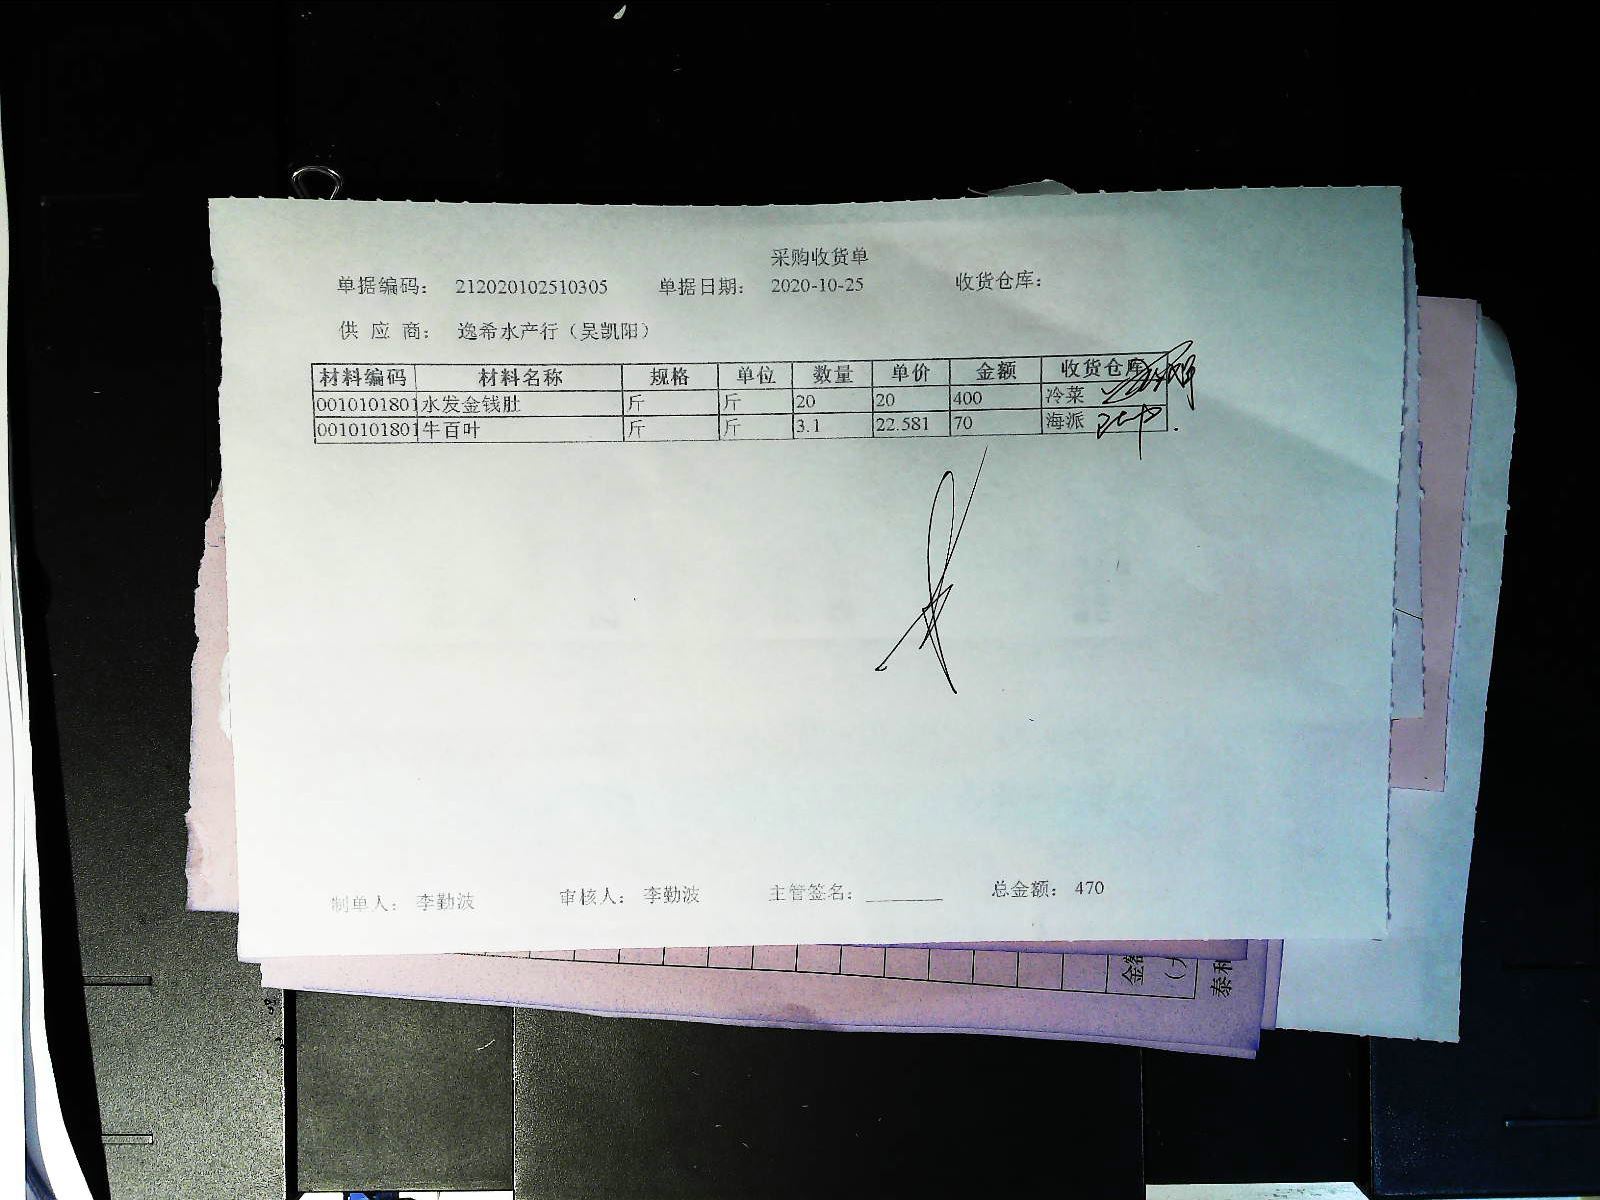 采购收货单
单据编码： 212020102510305 单据日期： 2020-10-25 收货仓库：
供 应 商： 逸希水产行（吴凯阳）
材料编码 材料名称 规格 单位 数量 单价 金额 收货仓库
0010101801 水发金钱肚 斤 斤 20 20 400 冷菜
0010101801 牛百叶 斤 斤 3.1 22.581 70 海派
制单人： 李勤波 审核人： 李勤波 主管签名： 总金额： 470
金额
泰和